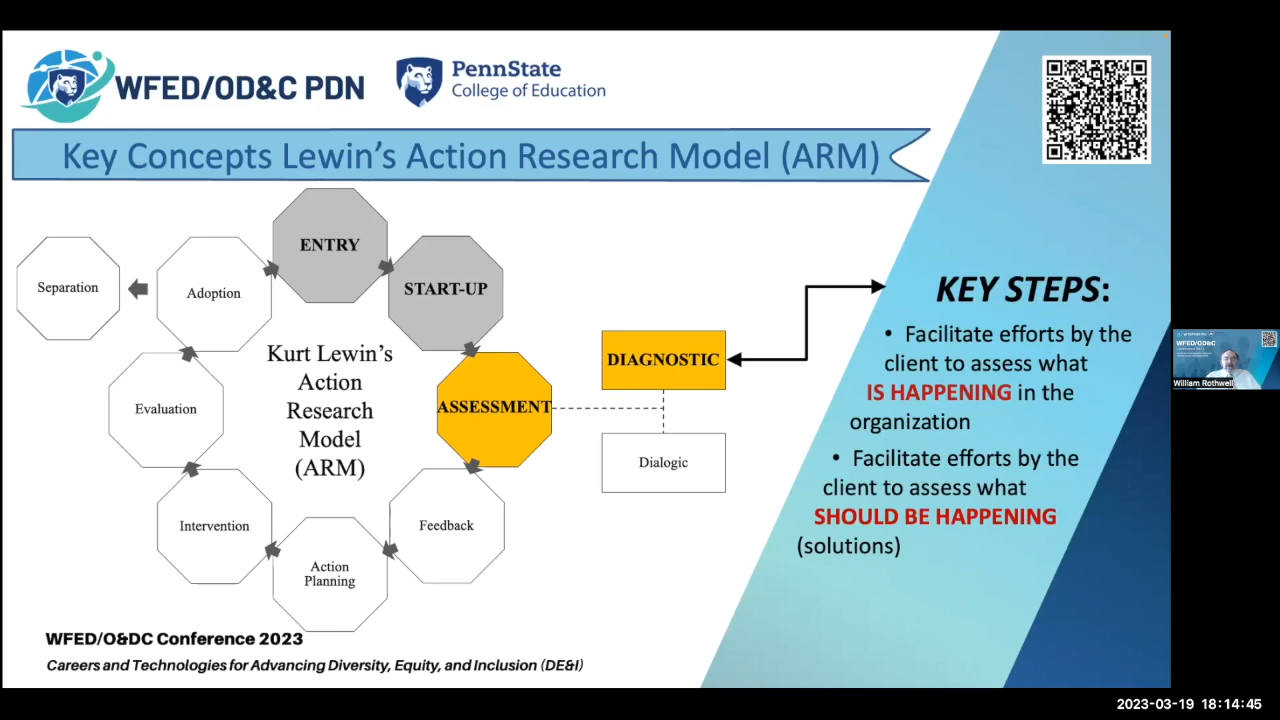 WFED/OD&C PDN
PennState
College of Education
Key Concepts Lewin's Action Research Model (ARM)
ENTRY
START-UP
ASSESSMENT
Feedback
Action
Planning
Intervention
Evaluation
Adoption
Separation
Kurt Lewin's
Action
Research
Model
(ARM)
DIAGNOSTIC
Dialogic
KEY STEPS:
• Facilitate efforts by the
client to assess what
IS HAPPENING in the
organization
• Facilitate efforts by the
client to assess what
SHOULD BE HAPPENING
(solutions)
WFED/O&DC Conference 2023
Careers and Technologies for Advancing Diversity, Equity, and Inclusion (DE&I)
WFED/OD&C
William Rothwell
2023-03-19 18:14:45